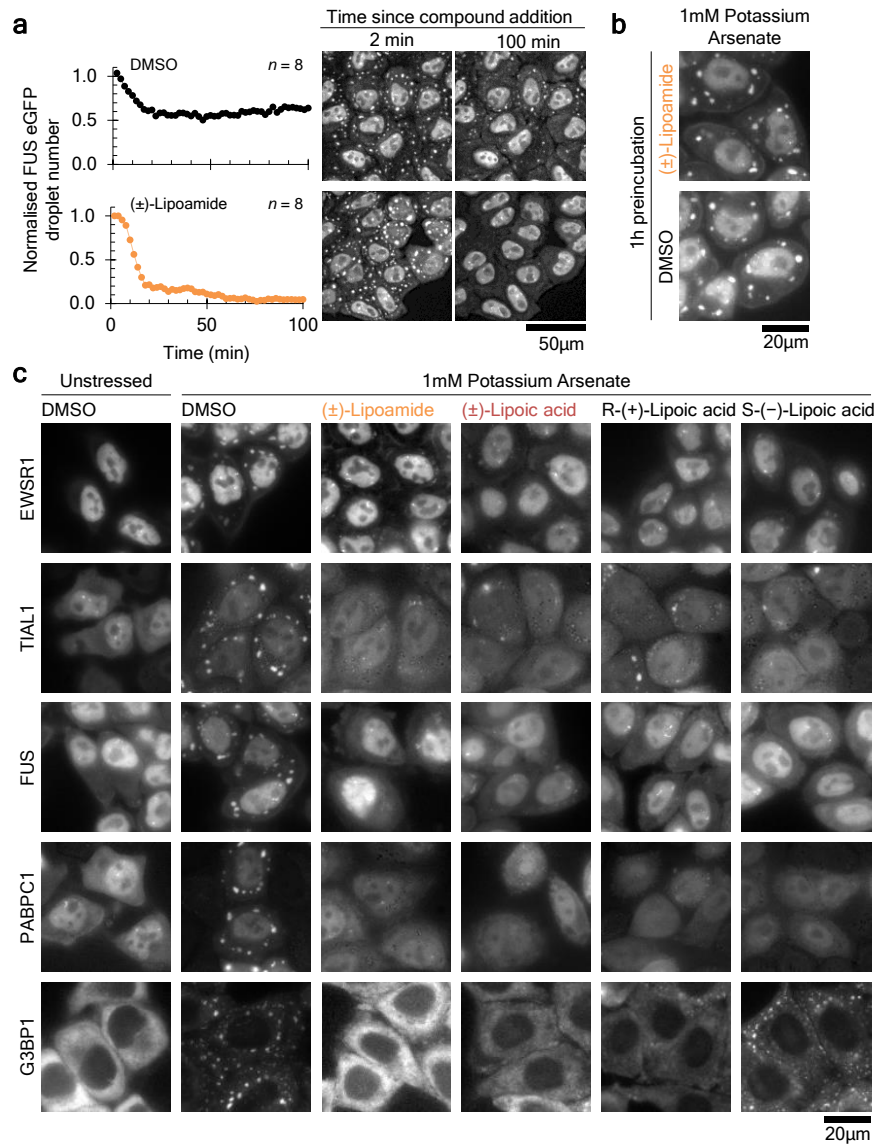 a
Normalised FUS eGFP
droplet number
DMSO
n = 8
1.0
0.5
0.0
(±)-Lipoamide
n = 8
1.0
0.5
0.0
0
50
100
Time (min)
Time since compound addition
2 min
100 min
50μm
b
1mM Potassium
Arsenate
1h preincubation
(±)-Lipoamide
DMSO
20μm
c
Unstressed
1mM Potassium Arsenate
DMSO
DMSO
(±)-Lipoamide
(±)-Lipoic acid
R-(+)-Lipoic acid
S-(−)-Lipoic acid
EWSR1
TIAL1
FUS
PABPC1
G3BP1
20μm